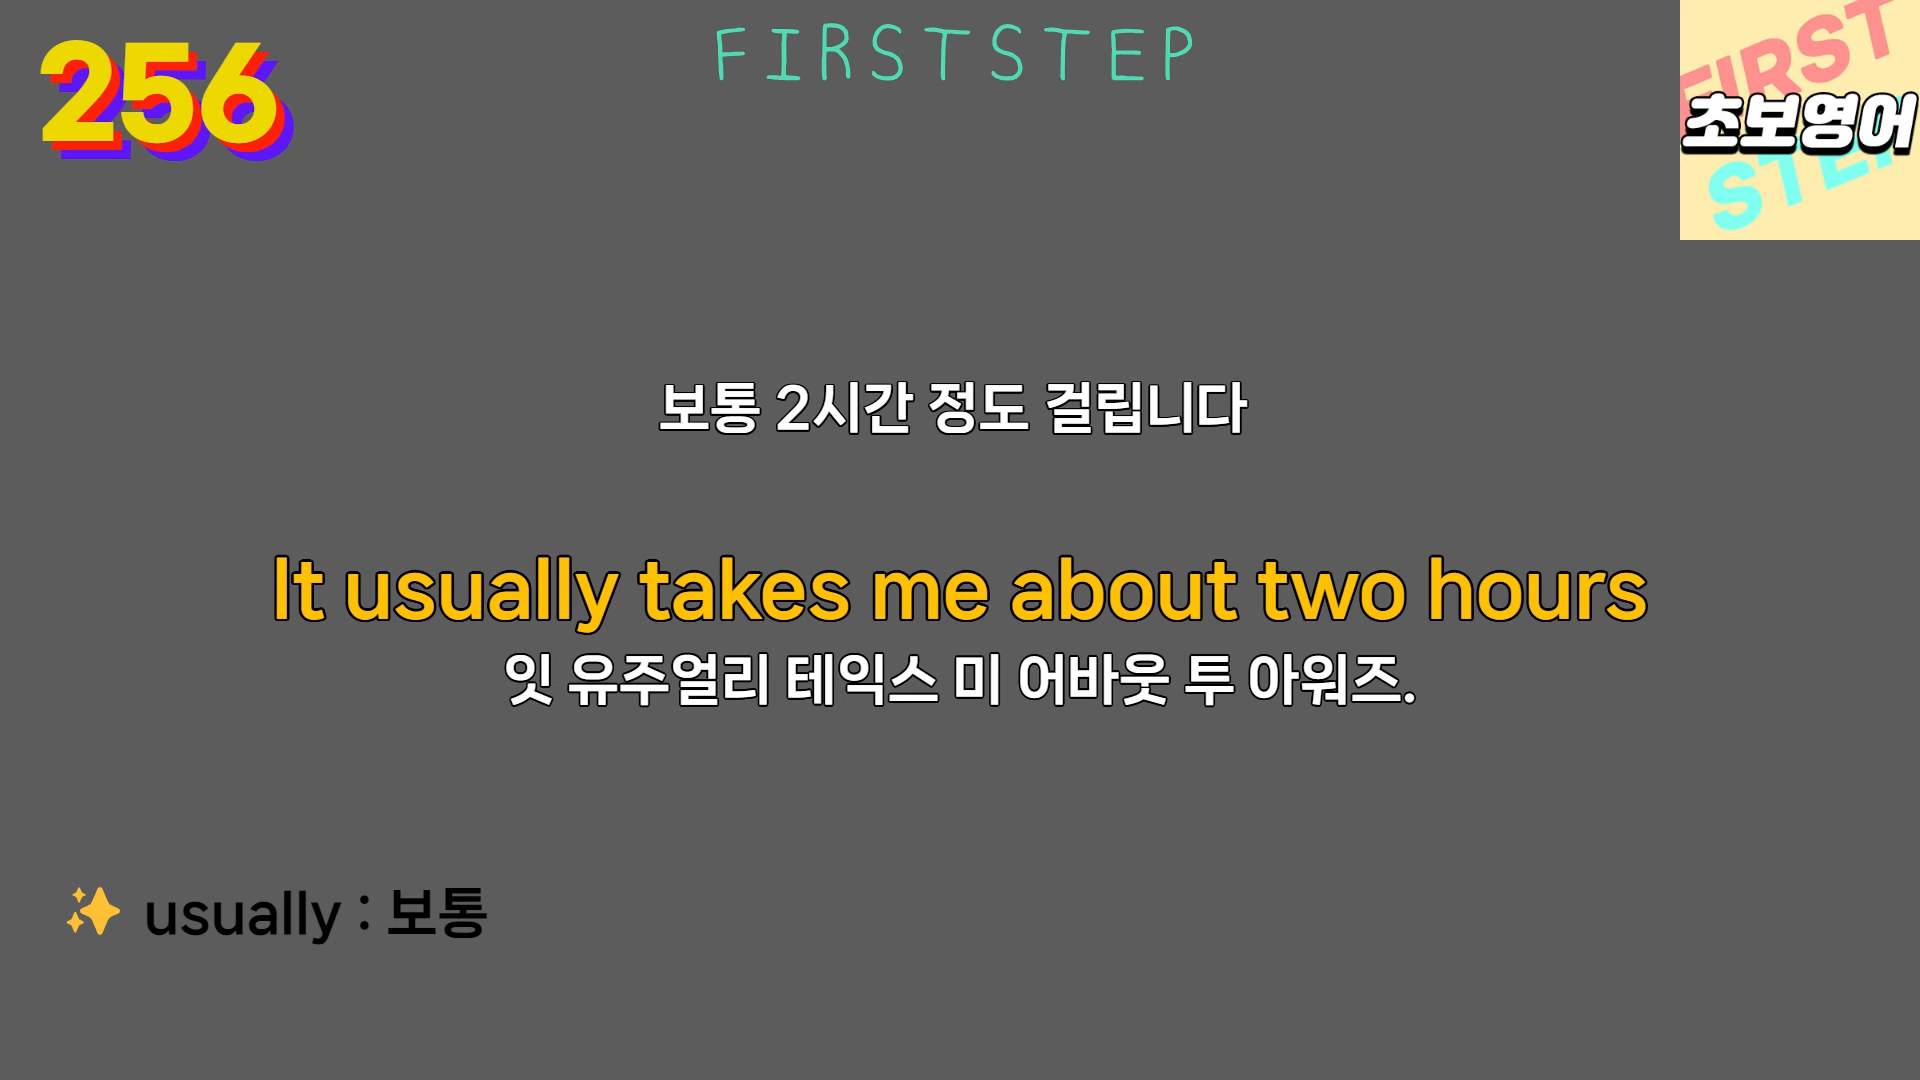 256
FIRSTSTEP
FIRST
초보영어
STEP
보통 2시간 정도 걸립니다
It usually takes me about two hours
잇 유주얼리 테익스 미 어바웃 투 아워즈.
✨ usually : 보통